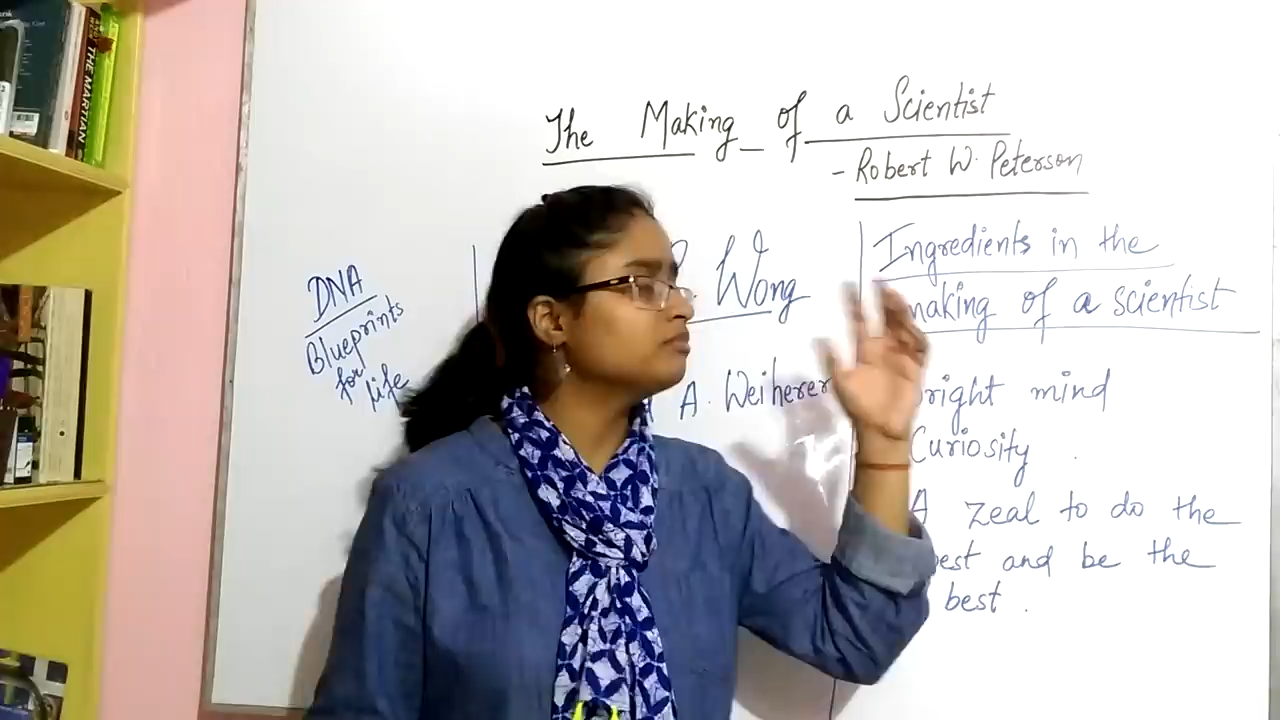 THE MARTIAN
The Making of a Scientist
- Robert W. Peterson
DNA
Blueprints
for
life
Wong
A. Weiherer
Ingredients in the
making of a scientist
right mind
Curiosity
A zeal to do the
best and be the
best.